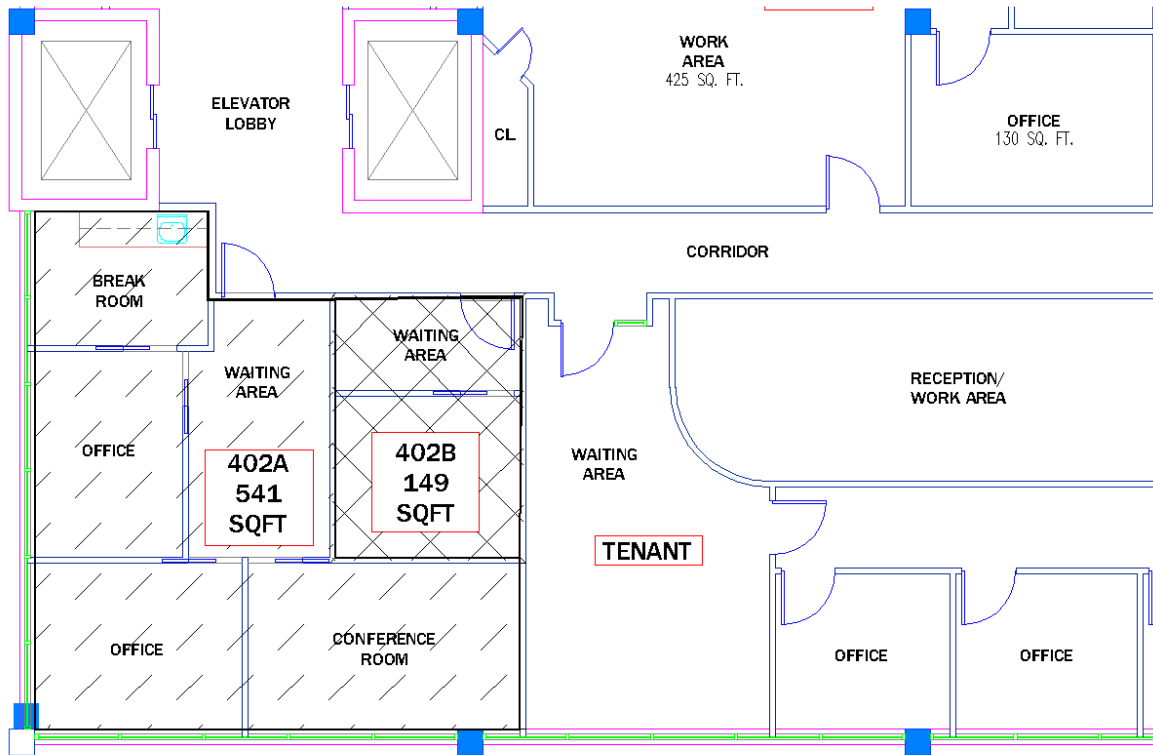 WORK
AREA
425 SQ. FT.
ELEVATOR
LOBBY
CL
OFFICE
130 SQ. FT.
CORRIDOR
BREAK
ROOM
WAITING
AREA
WAITING
AREA
RECEPTION/
WORK AREA
OFFICE
402A
541
SQFT
402B
149
SQFT
WAITING
AREA
TENANT
OFFICE
CONFERENCE
ROOM
OFFICE
OFFICE